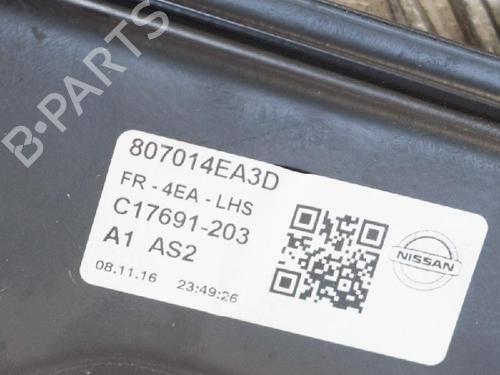 B-PARTS
807014EA3D
FR - 4EA - LHS
C17691-203
A1 AS2
08.11.16 23:49:26
NISSAN